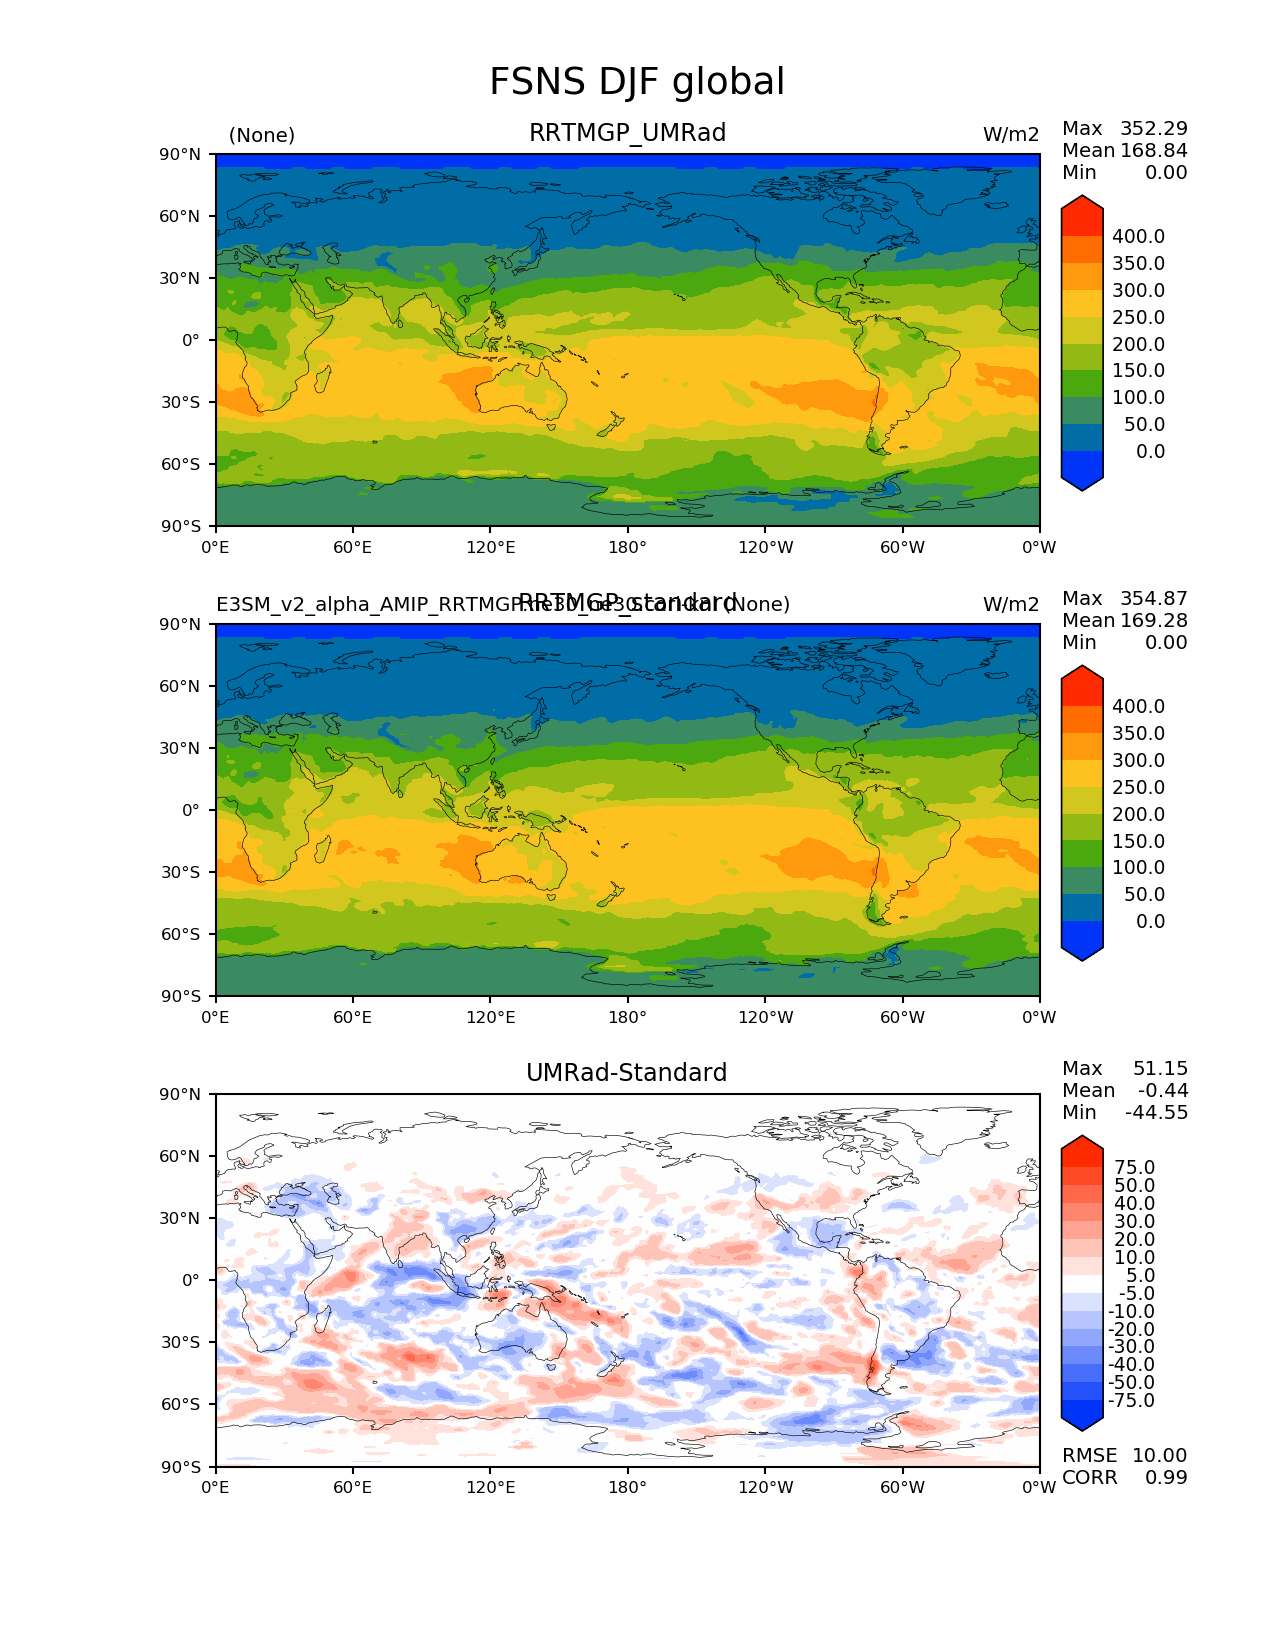 FSNS DJF global
(None) RRTMGP_UMRad W/m2
Max 352.29
Mean 168.84
Min 0.00
90°N
60°N
30°N
0°
30°S
60°S
90°S
0°E 60°E 120°E 180° 120°W 60°W 0°W
400.0
350.0
300.0
250.0
200.0
150.0
100.0
50.0
0.0
E3SM_v2_alpha_AMIP_RRTMGP (None) W/m2
RRTMGP_standard
Max 354.87
Mean 169.28
Min 0.00
90°N
60°N
30°N
0°
30°S
60°S
90°S
0°E 60°E 120°E 180° 120°W 60°W 0°W
400.0
350.0
300.0
250.0
200.0
150.0
100.0
50.0
0.0
UMRad-Standard
Max 51.15
Mean -0.44
Min -44.55
90°N
60°N
30°N
0°
30°S
60°S
90°S
0°E 60°E 120°E 180° 120°W 60°W 0°W
75.0
50.0
40.0
30.0
20.0
10.0
5.0
-5.0
-10.0
-20.0
-30.0
-40.0
-50.0
-75.0
RMSE 10.00
CORR 0.99